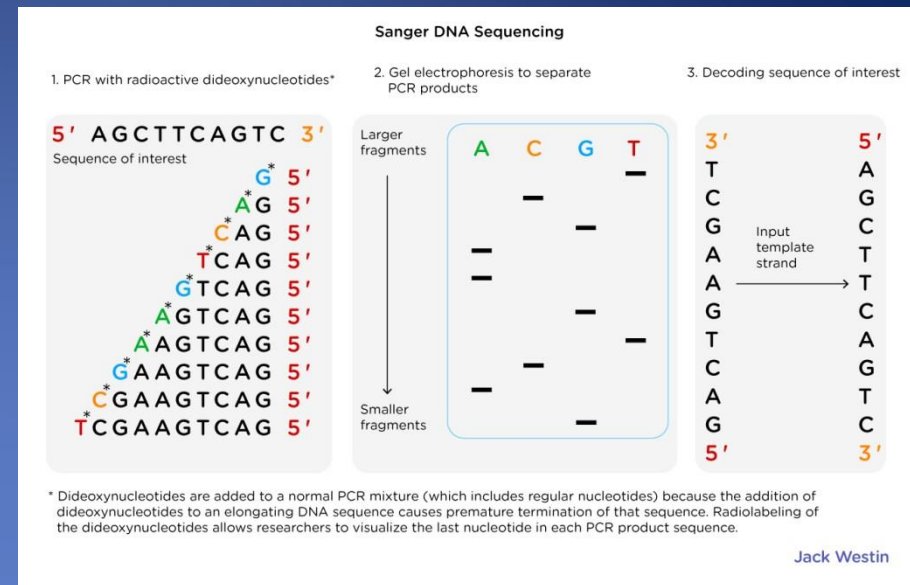 Sanger DNA Sequencing
1. PCR with radioactive dideoxynucleotides*
5' AGCTTCAGTC 3'
Sequence of interest
G* 5'
A*G 5'
C*AG 5'
T*CAG 5'
G*TCAG 5'
A*GTCAG 5'
A*AGTCAG 5'
G*AAGTCAG 5'
C*GAAGTCAG 5'
T*CGAAGTCAG 5'
2. Gel electrophoresis to separate
PCR products
Larger
fragments
A C G T
Smaller
fragments
3. Decoding sequence of interest
3'
T
C
G
A
A
G
T
C
A
G
5'
Input
template
strand
5'
A
G
C
T
T
C
A
G
T
C
3'
* Dideoxynucleotides are added to a normal PCR mixture (which includes regular nucleotides) because the addition of
dideoxynucleotides to an elongating DNA sequence causes premature termination of that sequence. Radiolabeling of
the dideoxynucleotides allows researchers to visualize the last nucleotide in each PCR product sequence.
Jack Westin